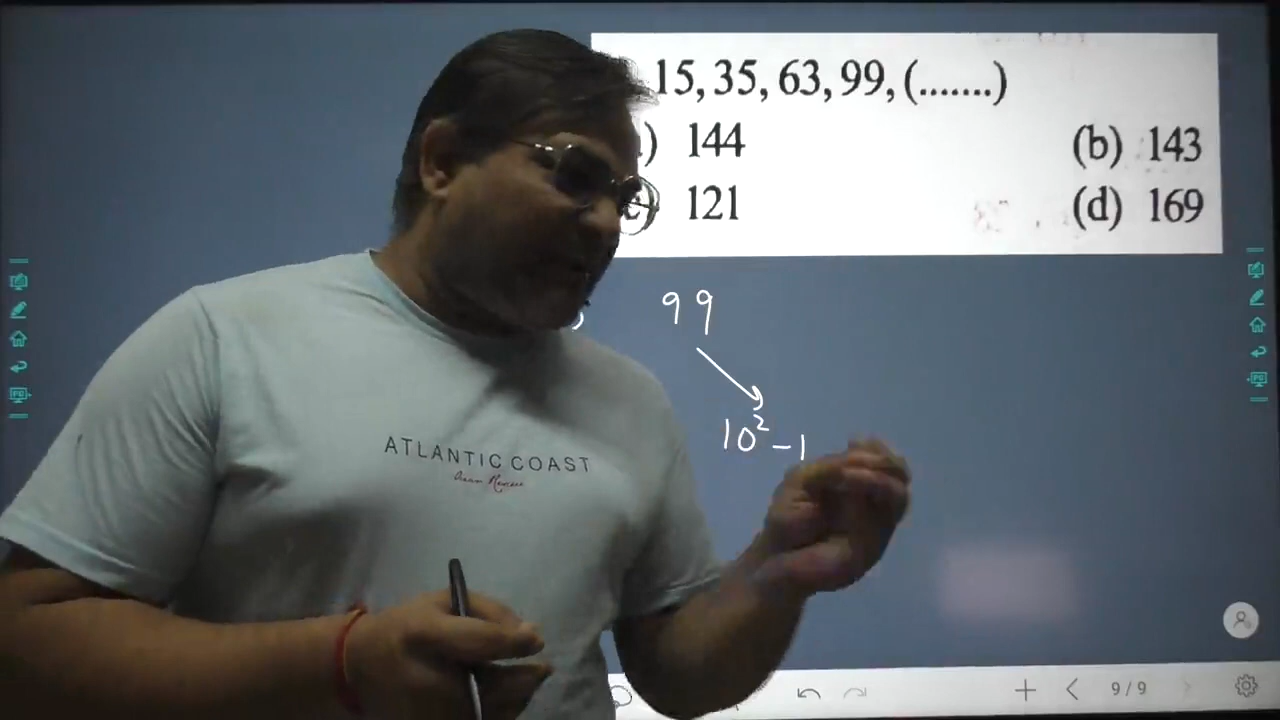 15, 35, 63, 99, (.......)
144
(b) 143
c) 121
(d) 169
99
10² – 1
ATLANTIC COAST
9/9